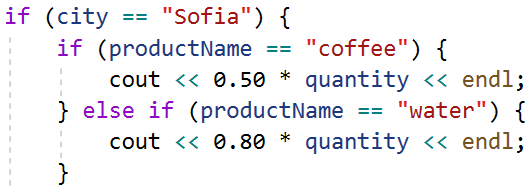 if (city == "Sofia") {
    if (productName == "coffee") {
        cout << 0.50 * quantity << endl;
    } else if (productName == "water") {
        cout << 0.80 * quantity << endl;
    }